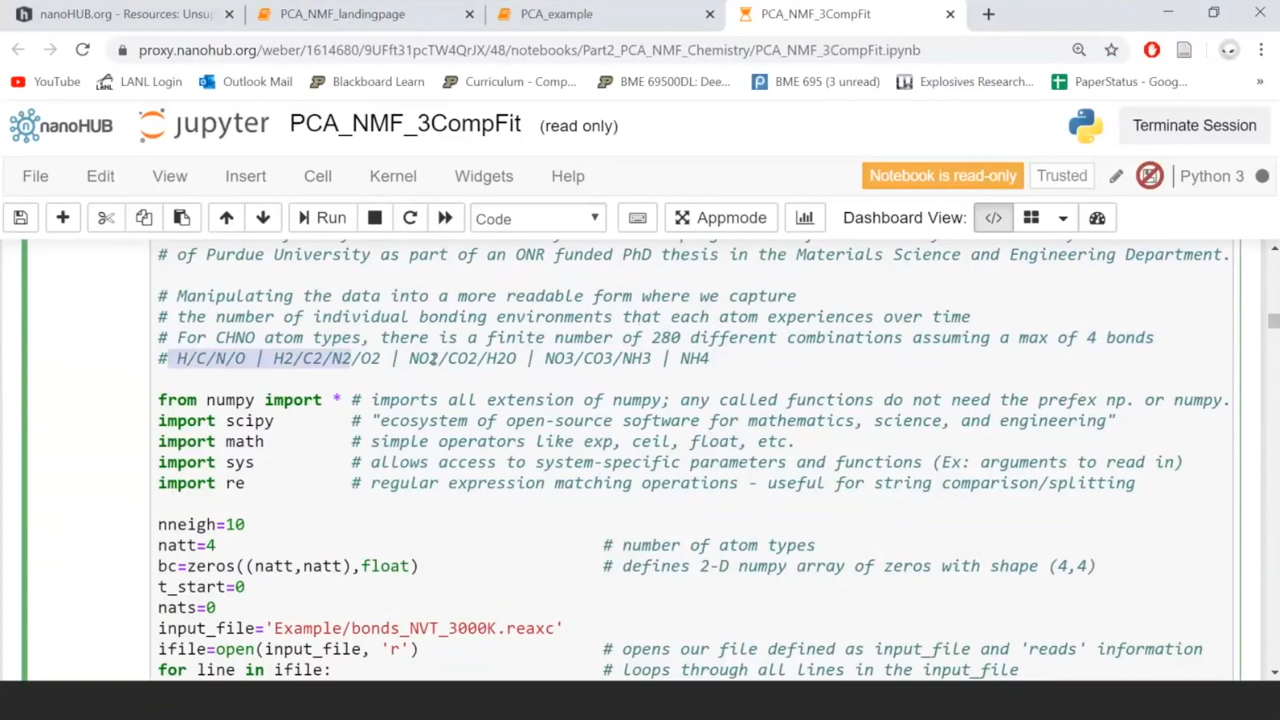 nanoHUB.org - Resources: Unsup
PCA_NMF_landingpage
PCA_example
PCA_NMF_3CompFit
proxy.nanohub.org/weber/1614680/9UFft31pcTW4QrJX/48/notebooks/Part2_PCA_NMF_Chemistry/PCA_NMF_3CompFit.ipynb
YouTube LANL Login Outlook Mail Blackboard Learn Curriculum - Comp... BME 69500DL: Dee... BME 695 (3 unread) Explosives Research... PaperStatus - Goog... »
nanoHUB jupyter PCA_NMF_3CompFit (read only) Terminate Session
File Edit View Insert Cell Kernel Widgets Help Notebook is read-only Trusted Python 3
Run Code Appmode Dashboard View:
# of Purdue University as part of an ONR funded PhD thesis in the Materials Science and Engineering Department.
# Manipulating the data into a more readable form where we capture
# the number of individual bonding environments that each atom experiences over time
# For CHNO atom types, there is a finite number of 280 different combinations assuming a max of 4 bonds
# H/C/N/O | H2/C2/N2/O2 | NO2/CO2/H2O | NO3/CO3/NH3 | NH4
from numpy import * # imports all extension of numpy; any called functions do not need the prefex np. or numpy.
import scipy # "ecosystem of open-source software for mathematics, science, and engineering"
import math # simple operators like exp, ceil, float, etc.
import sys # allows access to system-specific parameters and functions (Ex: arguments to read in)
import re # regular expression matching operations - useful for string comparison/splitting
nneigh=10
natt=4 # number of atom types
bc=zeros((natt,natt),float) # defines 2-D numpy array of zeros with shape (4,4)
t_start=0
nats=0
input_file='Example/bonds_NVT_3000K.reaxc'
ifile=open(input_file, 'r') # opens our file defined as input_file and 'reads' information
for line in ifile: # loops through all lines in the input_file